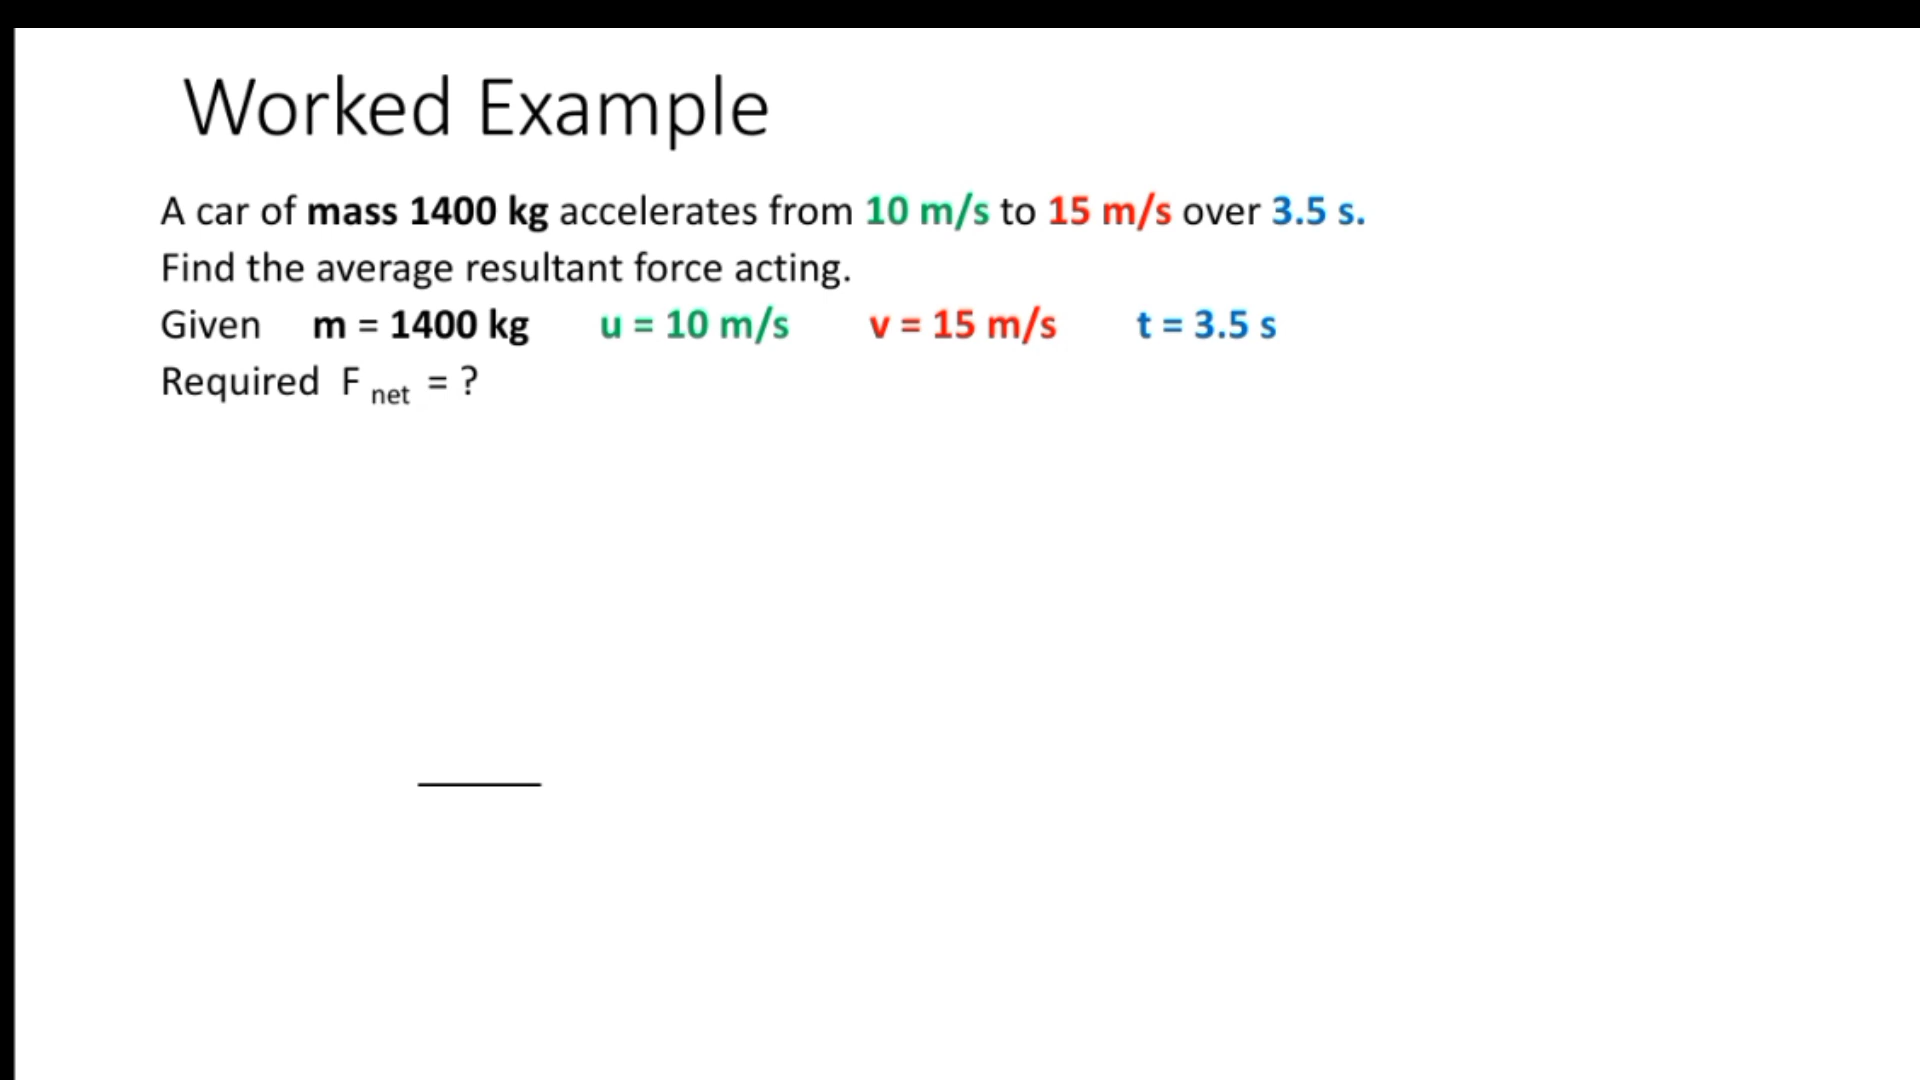 Worked Example
A car of mass 1400 kg accelerates from 10 m/s to 15 m/s over 3.5 s.
Find the average resultant force acting.
Given m = 1400 kg u = 10 m/s v = 15 m/s t = 3.5 s
Required F net = ?